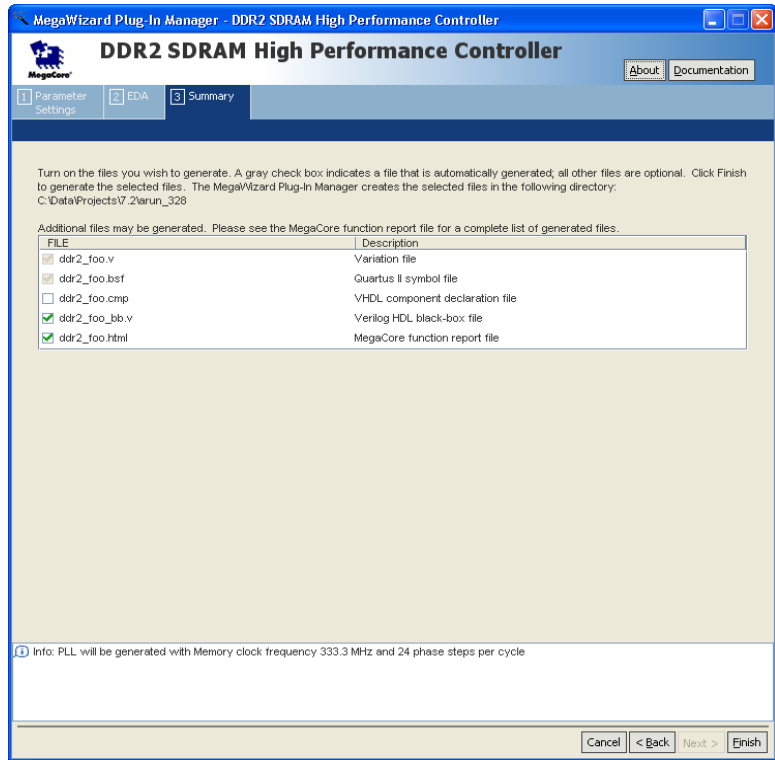 MegaWizard Plug-In Manager - DDR2 SDRAM High Performance Controller
DDR2 SDRAM High Performance Controller
MegaCore®
About
Documentation
1 Parameter Settings
2 EDA
3 Summary
Turn on the files you wish to generate. A gray check box indicates a file that is automatically generated; all other files are optional. Click Finish
to generate the selected files. The MegaWizard Plug-In Manager creates the selected files in the following directory:
C:\Data\Projects\7.2\arun_328
Additional files may be generated. Please see the MegaCore function report file for a complete list of generated files.
FILE Description
ddr2_foo.v Variation file
ddr2_foo.bsf Quartus II symbol file
ddr2_foo.cmp VHDL component declaration file
ddr2_foo_bb.v Verilog HDL black-box file
ddr2_foo.html MegaCore function report file
Info: PLL will be generated with Memory clock frequency 333.3 MHz and 24 phase steps per cycle
Cancel < Back Next > Finish